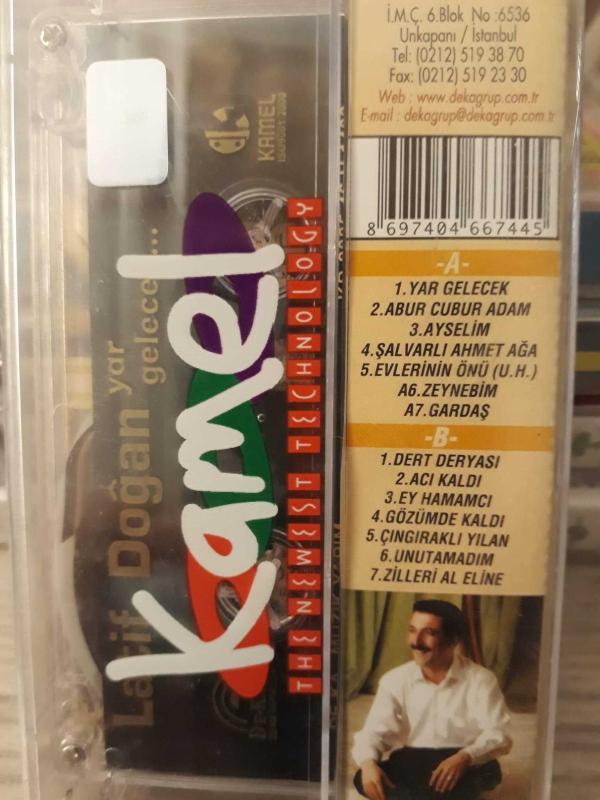 İ.M.Ç. 6.Blok No :6536
Unkapanı / İstanbul
Tel: (0212) 519 38 70
Fax: (0212) 519 23 30
Web : www.dekagrup.com.tr
E-mail : dekagrup@dekagrup.com.tr
8 697404 667445
-A-
1.YAR GELECEK
2.ABUR CUBUR ADAM
3.AYSELİM
4.ŞALVARLI AHMET AĞA
5.EVLERİNİN ÖNÜ (U.H.)
A6.ZEYNEBİM
A7.GARDAŞ
-B-
1.DERT DERYASI
2.ACI KALDI
3.EY HAMAMCI
4.GÖZÜMDE KALDI
5.ÇINGIRAKLI YILAN
6.UNUTAMADIM
7.ZİLLERİ AL ELİNE
Latif Doğan
yar
gelecek...
Kamel
THE NEWEST TECHNOLOGY
KAMEL